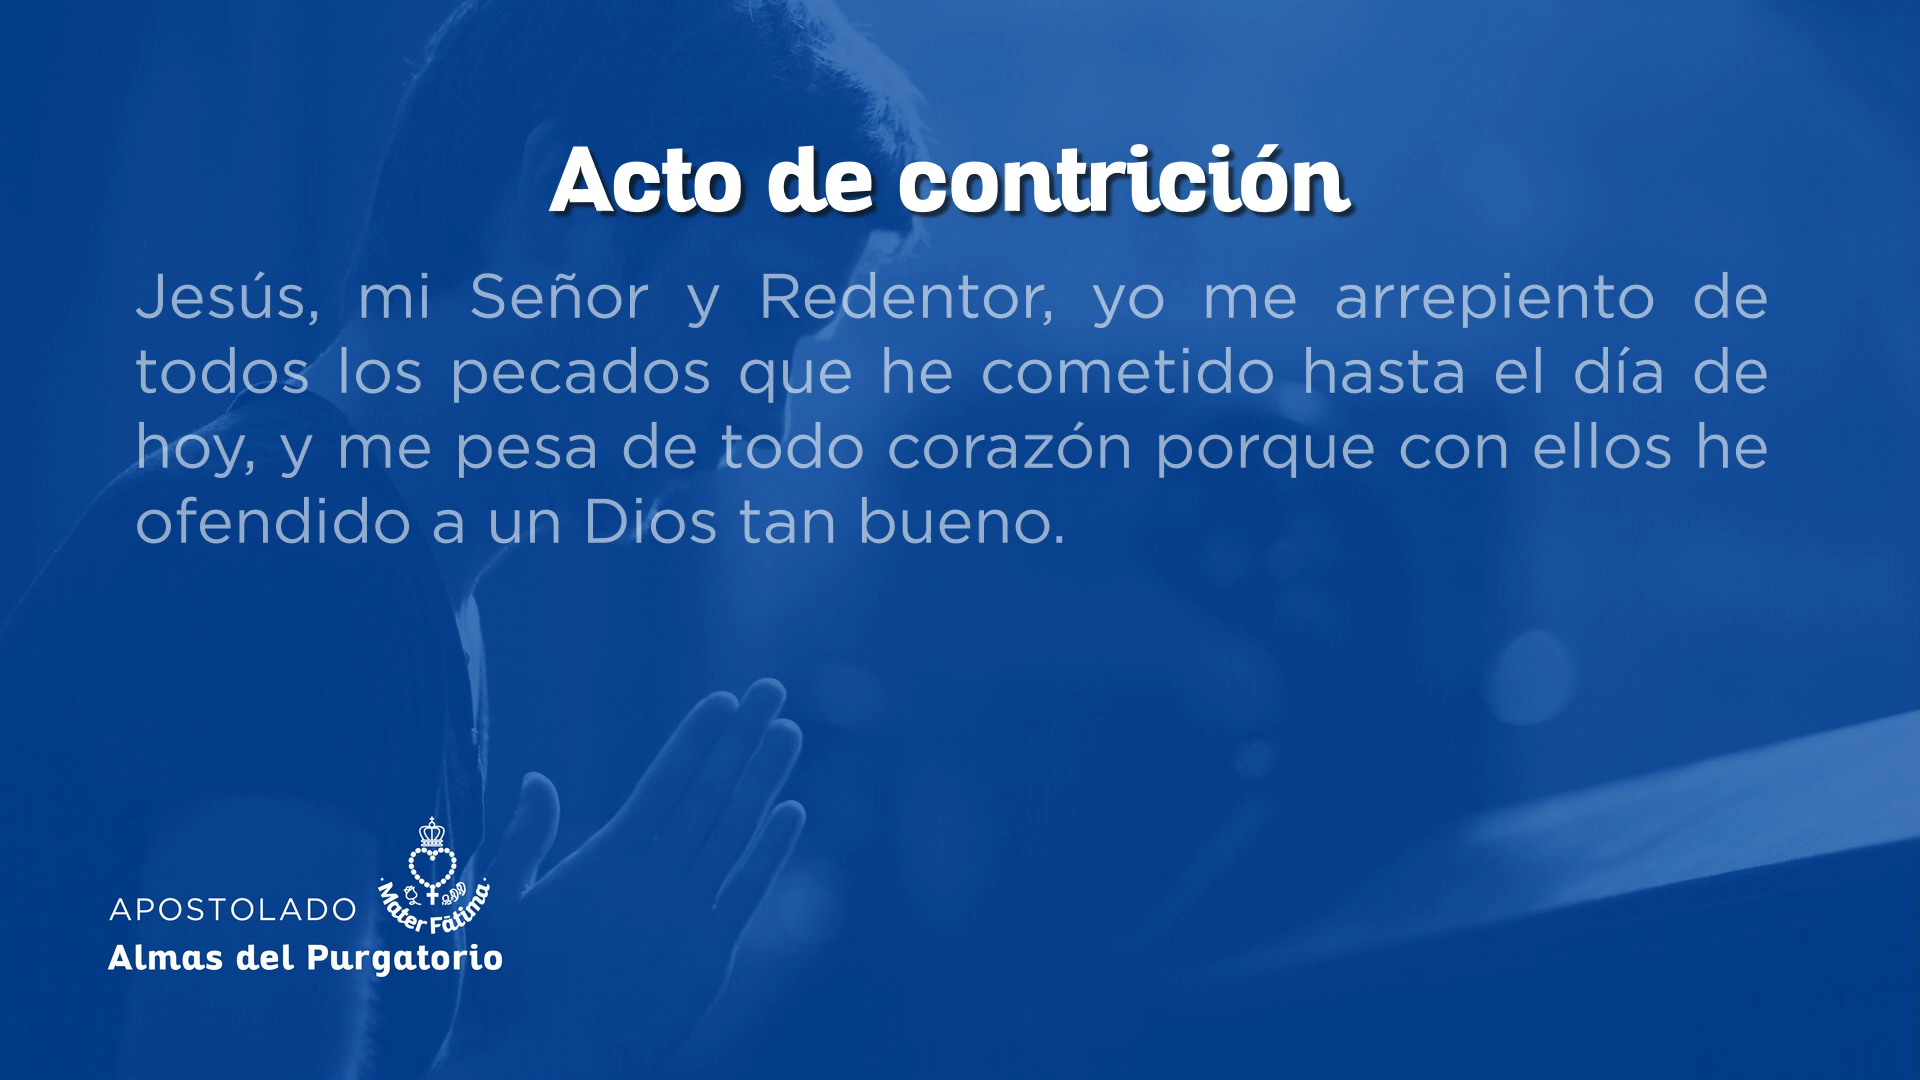 Acto de contrición
Jesús, mi Señor y Redentor, yo me arrepiento de
todos los pecados que he cometido hasta el día de
hoy, y me pesa de todo corazón porque con ellos he
ofendido a un Dios tan bueno.
APOSTOLADO
Mater Fátima
Almas del Purgatorio